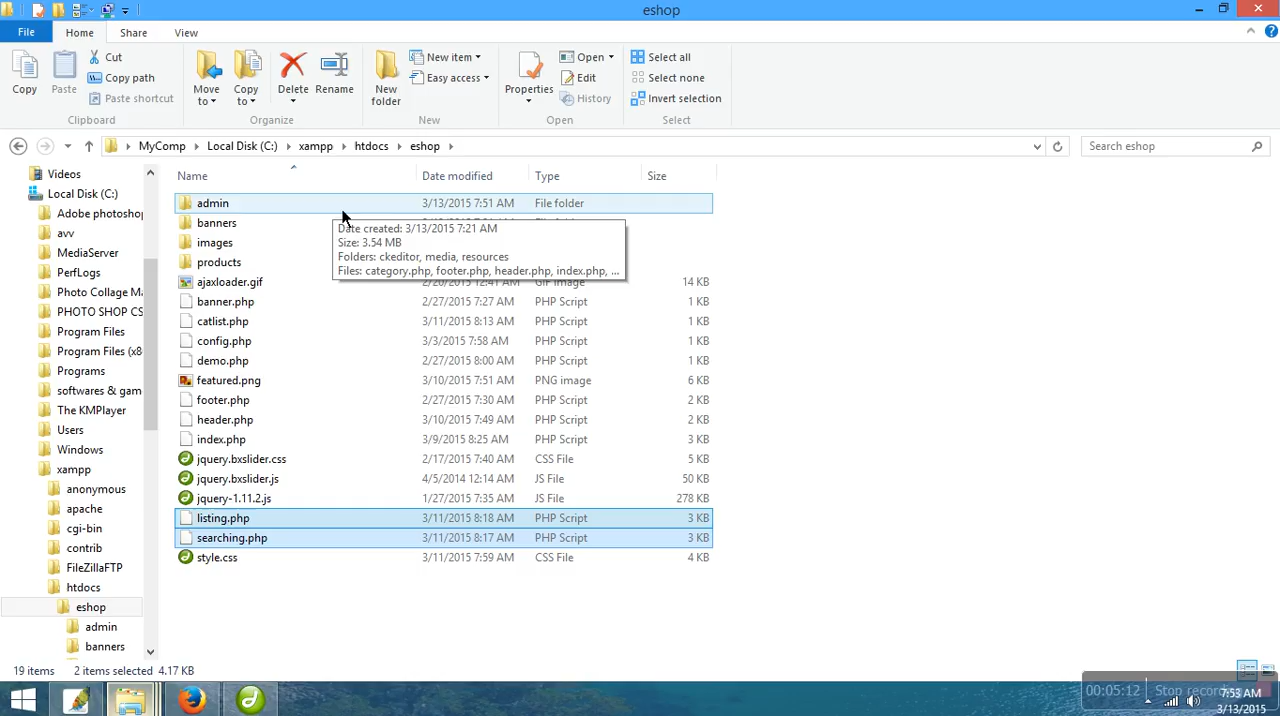 eshop
File Home Share View
Copy Paste Cut Copy path Paste shortcut Clipboard
Move to Copy to Delete Rename Organize
New folder New item Easy access New
Properties Open Edit History Open
Select all Select none Invert selection Select
MyComp Local Disk (C:) xampp htdocs eshop Search eshop
Videos
Local Disk (C:)
Adobe photosho
avv
MediaServer
PerfLogs
Photo Collage M
PHOTO SHOP CS
Program Files
Program Files (x8
Programs
softwares & gam
The KMPlayer
Users
Windows
xampp
anonymous
apache
cgi-bin
contrib
FileZillaFTP
htdocs
eshop
admin
banners
Name Date modified Type Size
admin 3/13/2015 7:51 AM File folder
banners
images
products
Date created: 3/13/2015 7:21 AM
Size: 3.54 MB
Folders: ckeditor, media, resources
Files: category.php, footer.php, header.php, index.php, ...
ajaxloader.gif 2/20/2015 12:41 AM GIF image 14 KB
banner.php 2/27/2015 7:27 AM PHP Script 1 KB
catlist.php 3/11/2015 8:13 AM PHP Script 1 KB
config.php 3/3/2015 7:58 AM PHP Script 1 KB
demo.php 2/27/2015 8:00 AM PHP Script 1 KB
featured.png 3/10/2015 7:51 AM PNG image 6 KB
footer.php 2/27/2015 7:30 AM PHP Script 2 KB
header.php 3/10/2015 7:49 AM PHP Script 2 KB
index.php 3/9/2015 8:25 AM PHP Script 3 KB
jquery.bxslider.css 2/17/2015 7:40 AM CSS File 5 KB
jquery.bxslider.js 4/5/2014 12:14 AM JS File 50 KB
jquery-1.11.2.js 1/27/2015 7:35 AM JS File 278 KB
listing.php 3/11/2015 8:18 AM PHP Script 3 KB
searching.php 3/11/2015 8:17 AM PHP Script 3 KB
style.css 3/11/2015 7:59 AM CSS File 4 KB
19 items 2 items selected 4.17 KB
00:05:12 Stop recording
7:53 AM
3/13/2015